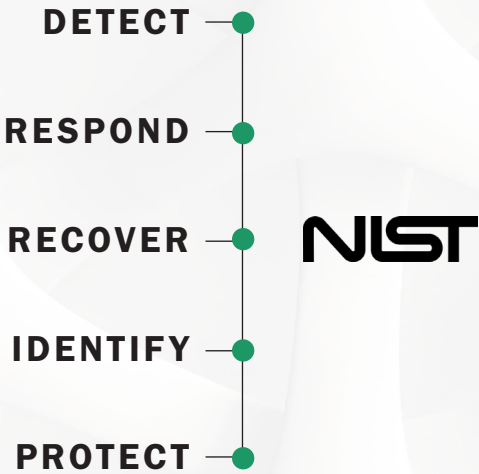 DETECT
RESPOND
RECOVER
NIST
IDENTIFY
PROTECT